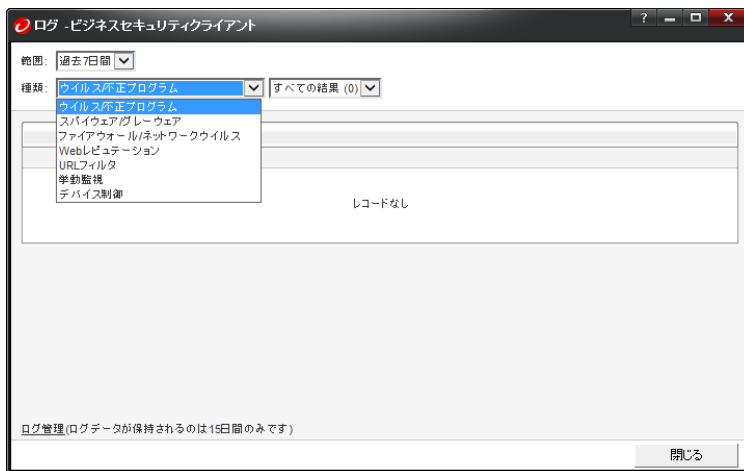 ログ -ビジネスセキュリティクライアント
範囲: 過去7日間
種類: ウイルス/不正プログラム すべての結果 (0)
ウイルス/不正プログラム
スパイウェア/グレーウェア
ファイアウォール/ネットワークウイルス
Webレピュテーション
URLフィルタ
挙動監視
デバイス制御
レコードなし
ログ管理(ログデータが保持されるのは15日間のみです)
閉じる